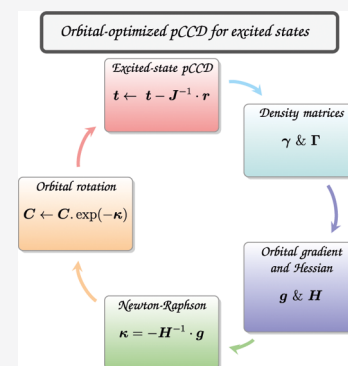 Orbital-optimized pCCD for excited states
Excited-state pCCD
t ← t − J⁻¹ · r
Density matrices
γ & Γ
Orbital gradient
and Hessian
g & H
Newton-Raphson
κ = −H⁻¹ · g
Orbital rotation
C ← C. exp(−κ)